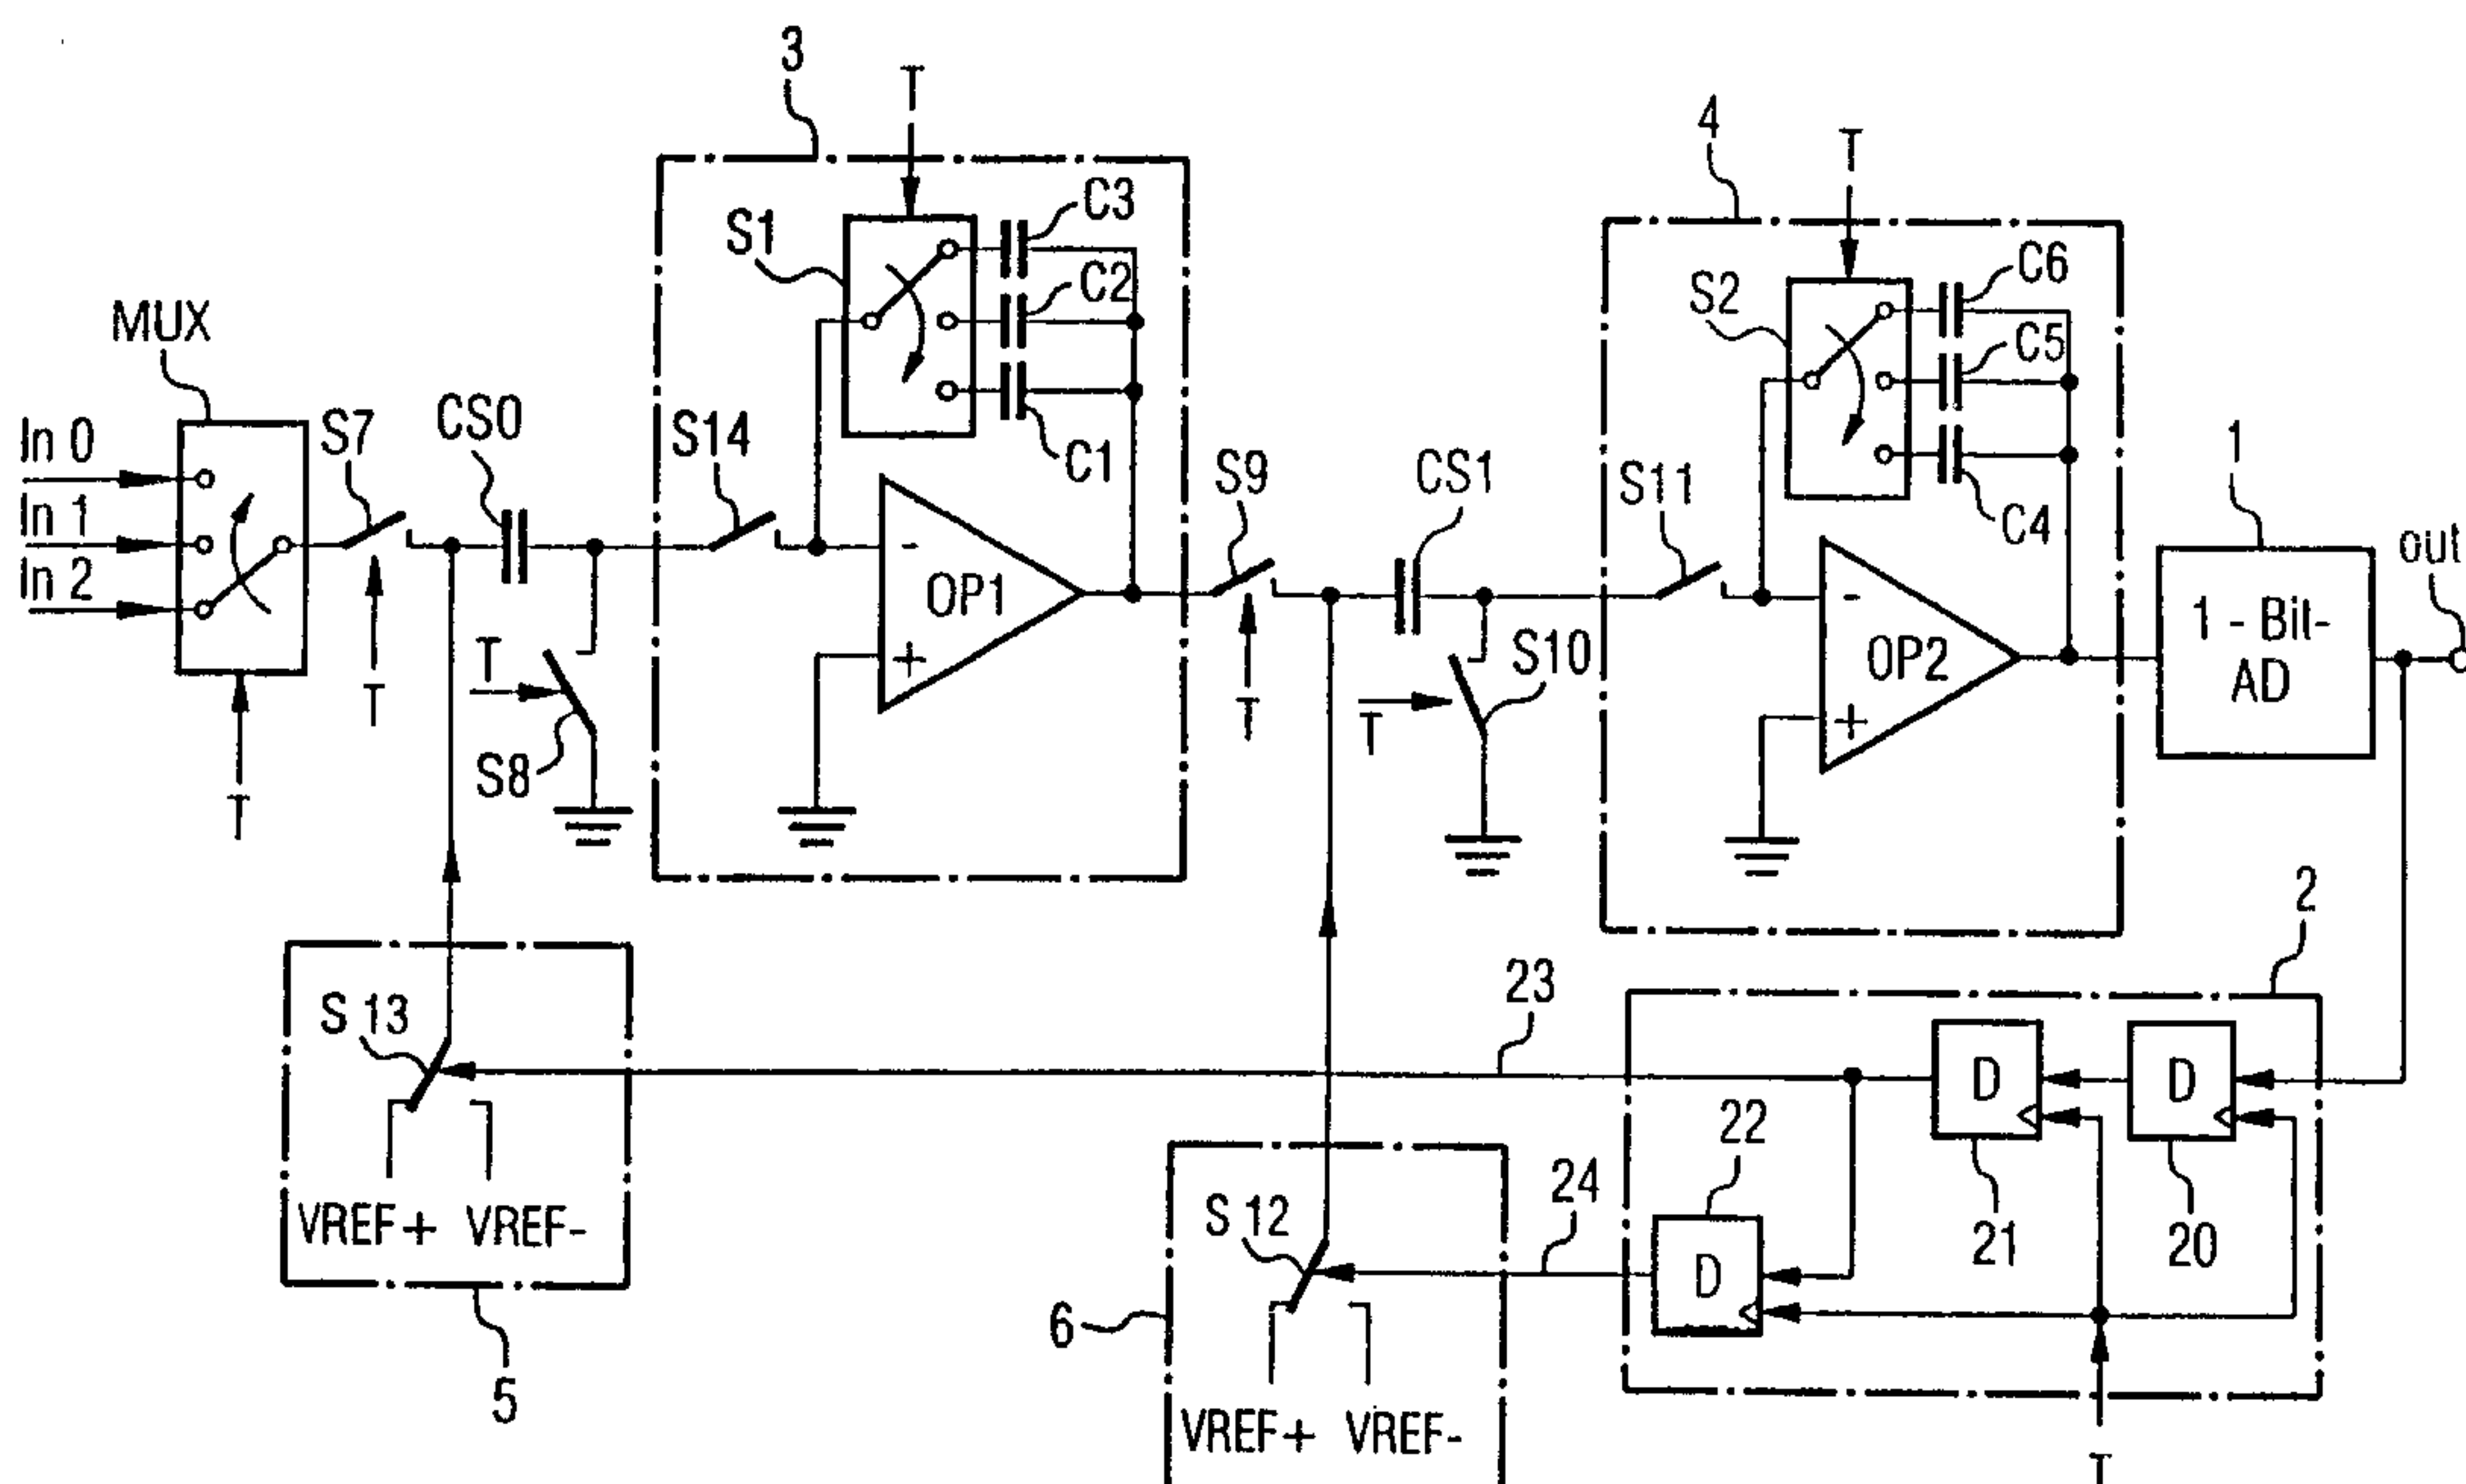 3
T
4
T
S1
C3
C2
C1
S2
C6
C5
C4
MUX
In 0
In 1
In 2
S7
CS0
S14
S9
CS1
S11
1
out
OP1
OP2
1 - Bit-
AD
T
T
T
S8
T
T
S10
T
2
23
S 13
D
D
22
21
20
VREF+ VREF-
S 12
24
D
5
6
VREF+ VREF-
T